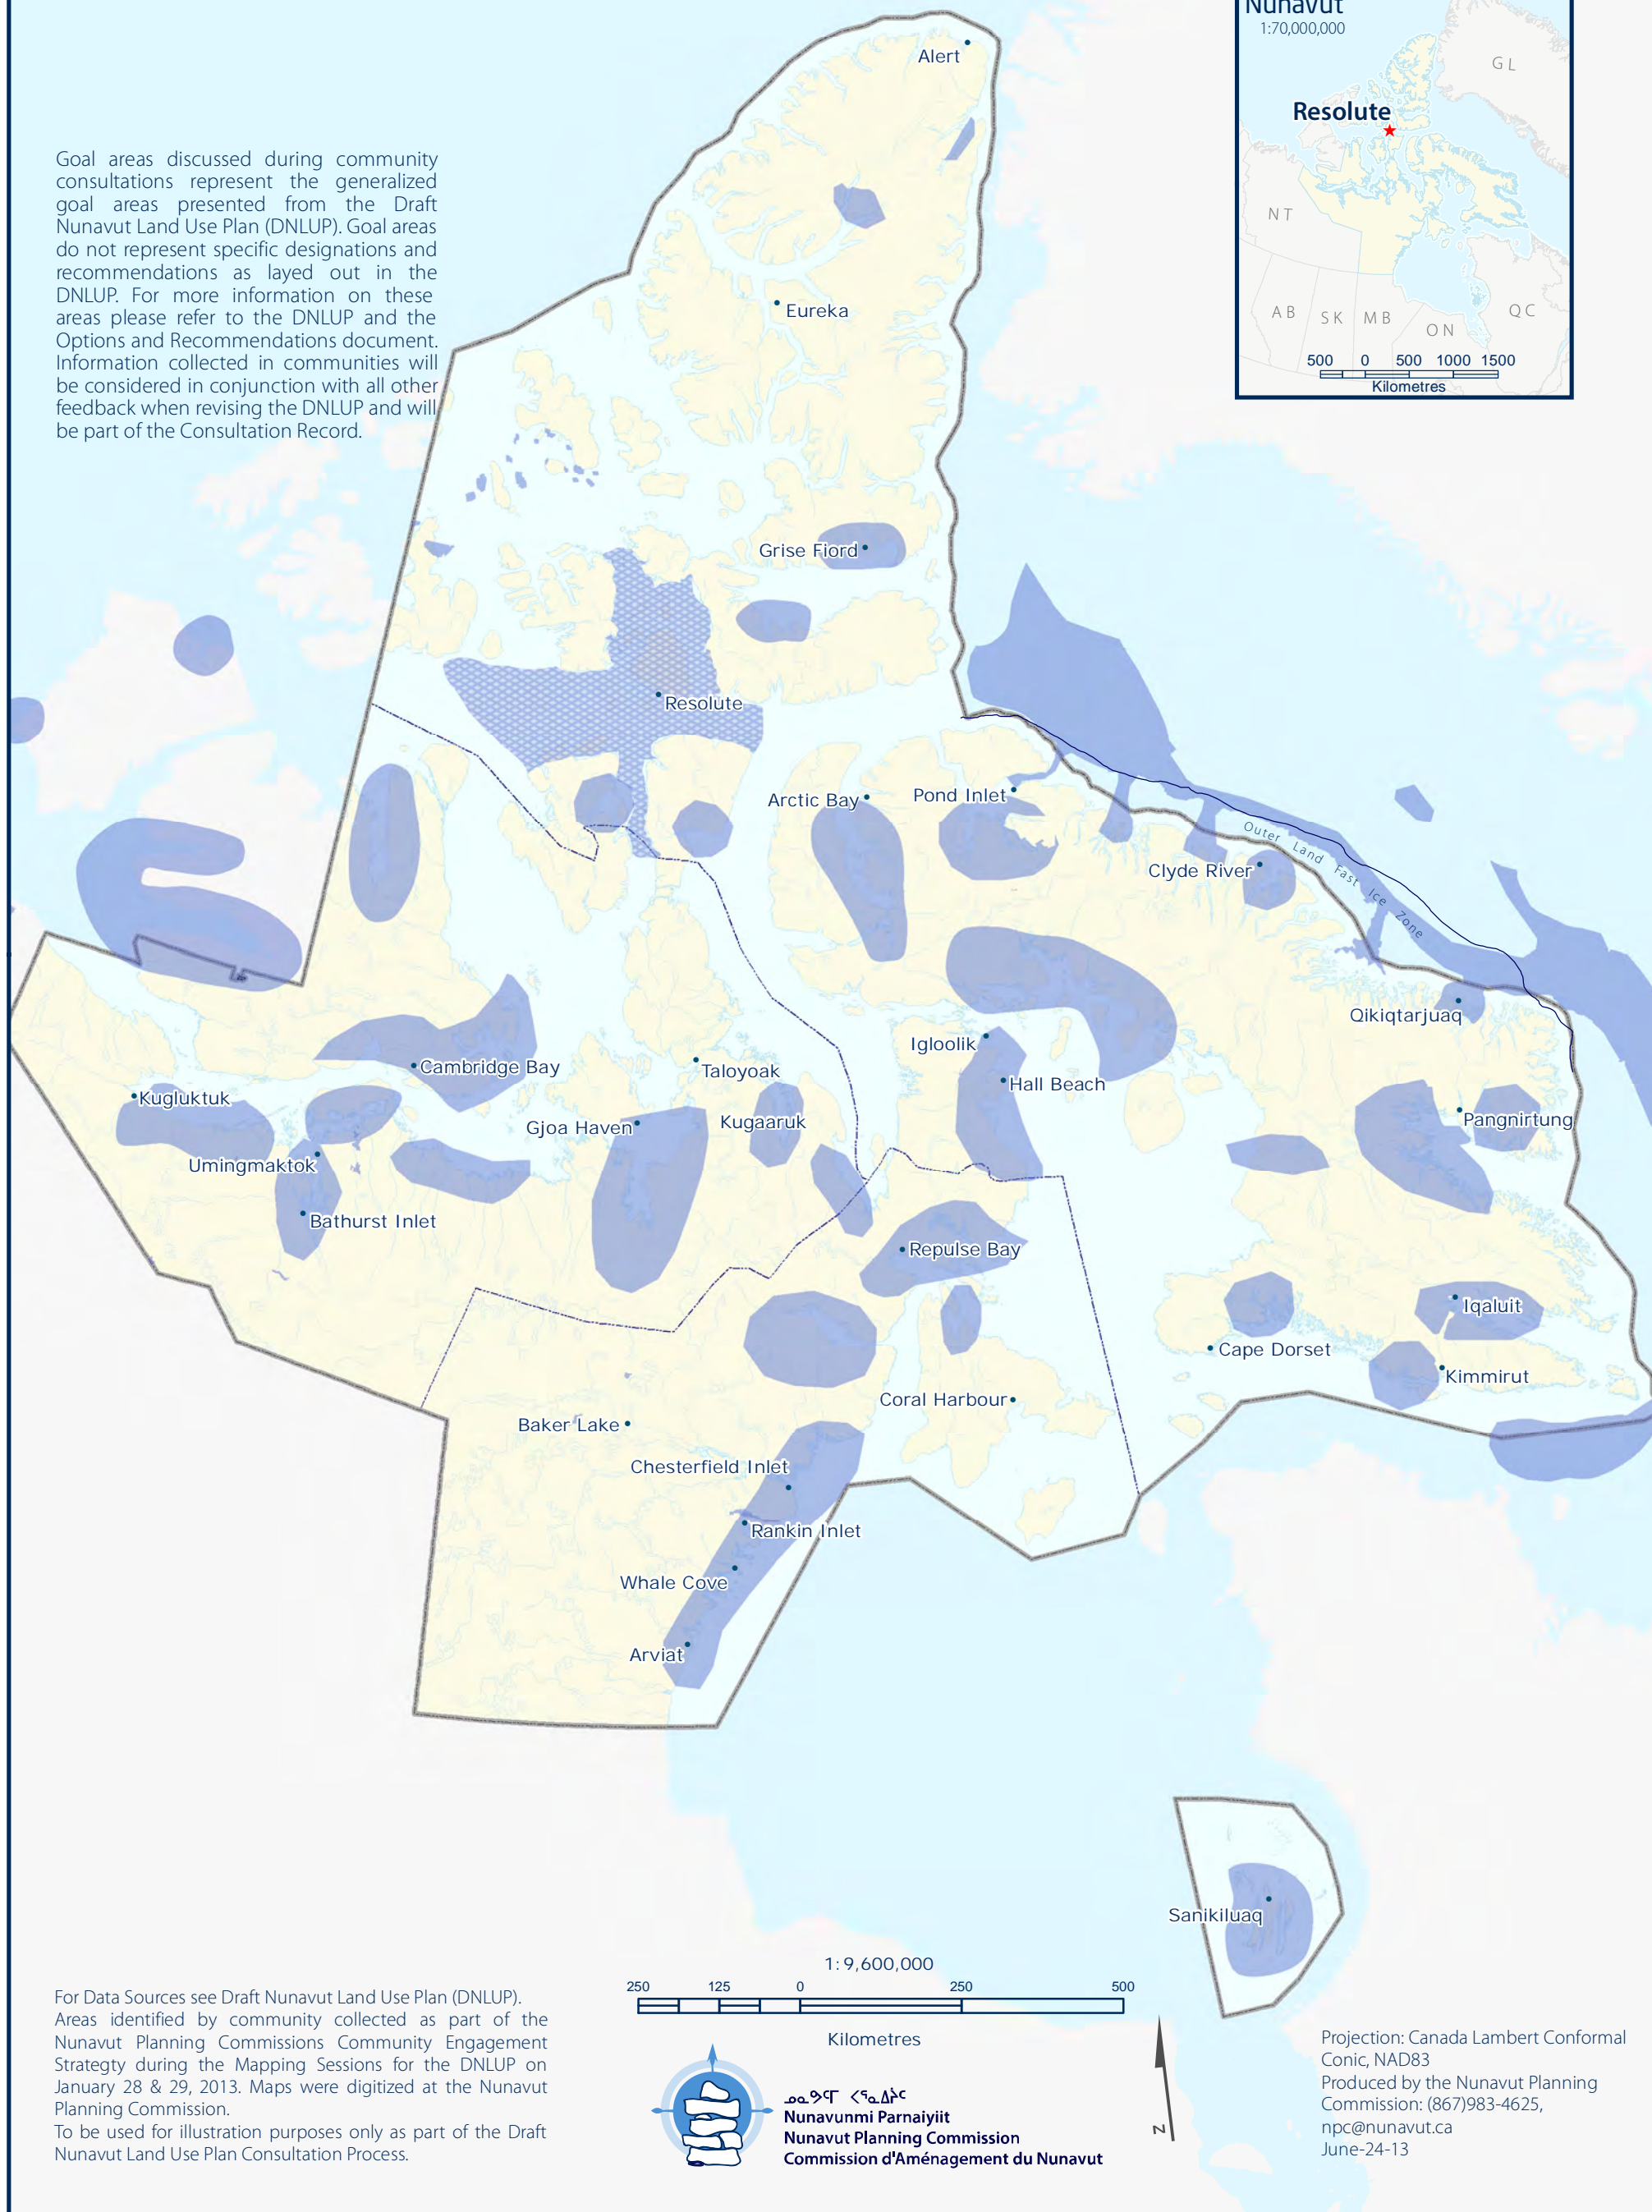 Nunavut
1:70,000,000
GL
Resolute
NT
AB
SK
MB
ON
QC
500 0 500 1000 1500
Kilometres
Goal areas discussed during community
consultations represent the generalized
goal areas presented from the Draft
Nunavut Land Use Plan (DNLUP). Goal areas
do not represent specific designations and
recommendations as layed out in the
DNLUP. For more information on these
areas please refer to the DNLUP and the
Options and Recommendations document.
Information collected in communities will
be considered in conjunction with all other
feedback when revising the DNLUP and will
be part of the Consultation Record.
Alert
Eureka
Grise Fiord
Resolute
Arctic Bay
Pond Inlet
Outer Land Fast Ice Zone
Clyde River
Qikiqtarjuaq
Igloolik
Cambridge Bay
Taloyoak
Hall Beach
Kugluktuk
Gjoa Haven
Kugaaruk
Pangnirtung
Umingmaktok
Bathurst Inlet
Repulse Bay
Iqaluit
Cape Dorset
Kimmirut
Coral Harbour
Baker Lake
Chesterfield Inlet
Rankin Inlet
Whale Cove
Arviat
Sanikiluaq
1:9,600,000
250 125 0 250 500
Kilometres
For Data Sources see Draft Nunavut Land Use Plan (DNLUP).
Areas identified by community collected as part of the
Nunavut Planning Commissions Community Engagement
Strategty during the Mapping Sessions for the DNLUP on
January 28 & 29, 2013. Maps were digitized at the Nunavut
Planning Commission.
To be used for illustration purposes only as part of the Draft
Nunavut Land Use Plan Consultation Process.
ᓄᓇᕗᒻᒥ ᐸᕐᓇᐃᔩᑦ
Nunavunmi Parnaiyiit
Nunavut Planning Commission
Commission d'Aménagement du Nunavut
N
Projection: Canada Lambert Conformal
Conic, NAD83
Produced by the Nunavut Planning
Commission: (867)983-4625,
npc@nunavut.ca
June-24-13